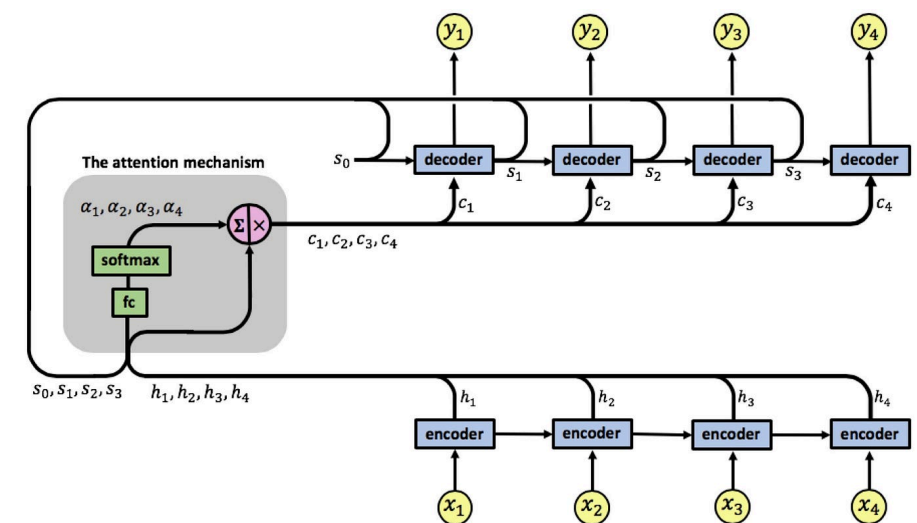 y₁ y₂ y₃ y₄
s₀ decoder s₁ decoder s₂ decoder s₃ decoder
The attention mechanism
α₁, α₂, α₃, α₄ c₁ c₂ c₃ c₄
Σ ×
c₁, c₂, c₃, c₄
softmax
fc
s₀, s₁, s₂, s₃ h₁, h₂, h₃, h₄ h₁ h₂ h₃ h₄
encoder encoder encoder encoder
x₁ x₂ x₃ x₄